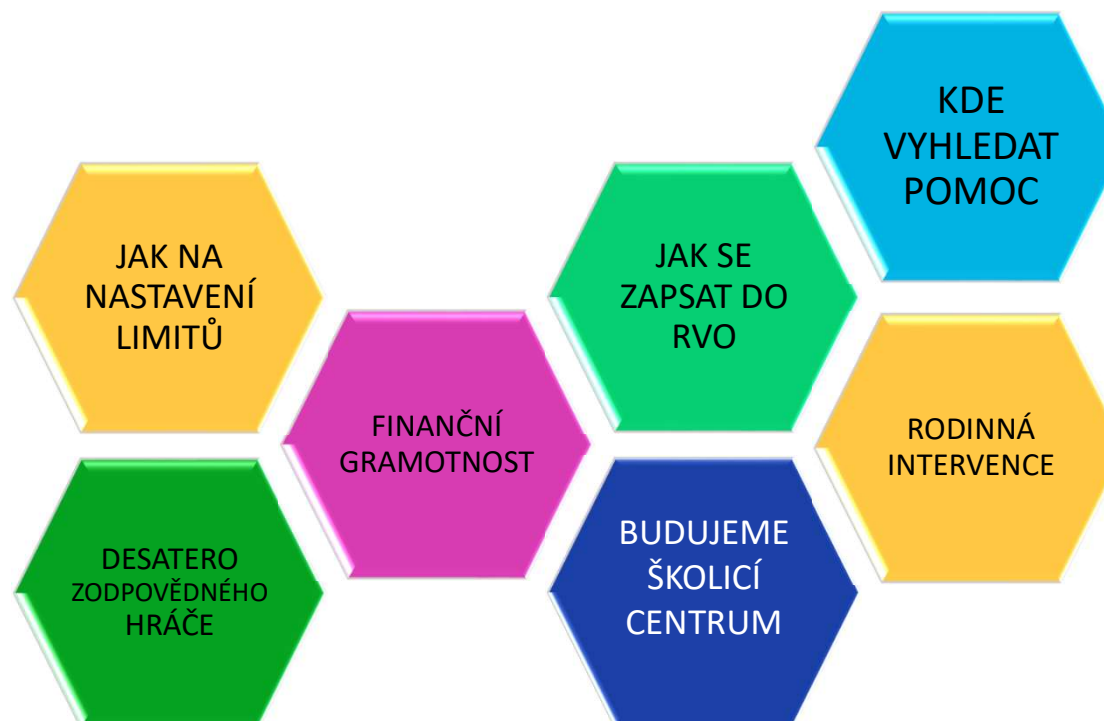 KDE
VYHLEDAT
POMOC
JAK NA
NASTAVENÍ
LIMITŮ
JAK SE
ZAPSAT DO
RVO
FINANČNÍ
GRAMOTNOST
RODINNÁ
INTERVENCE
DESATERO
ZODPOVĚDNÉHO
HRÁČE
BUDUJEME
ŠKOLICÍ
CENTRUM